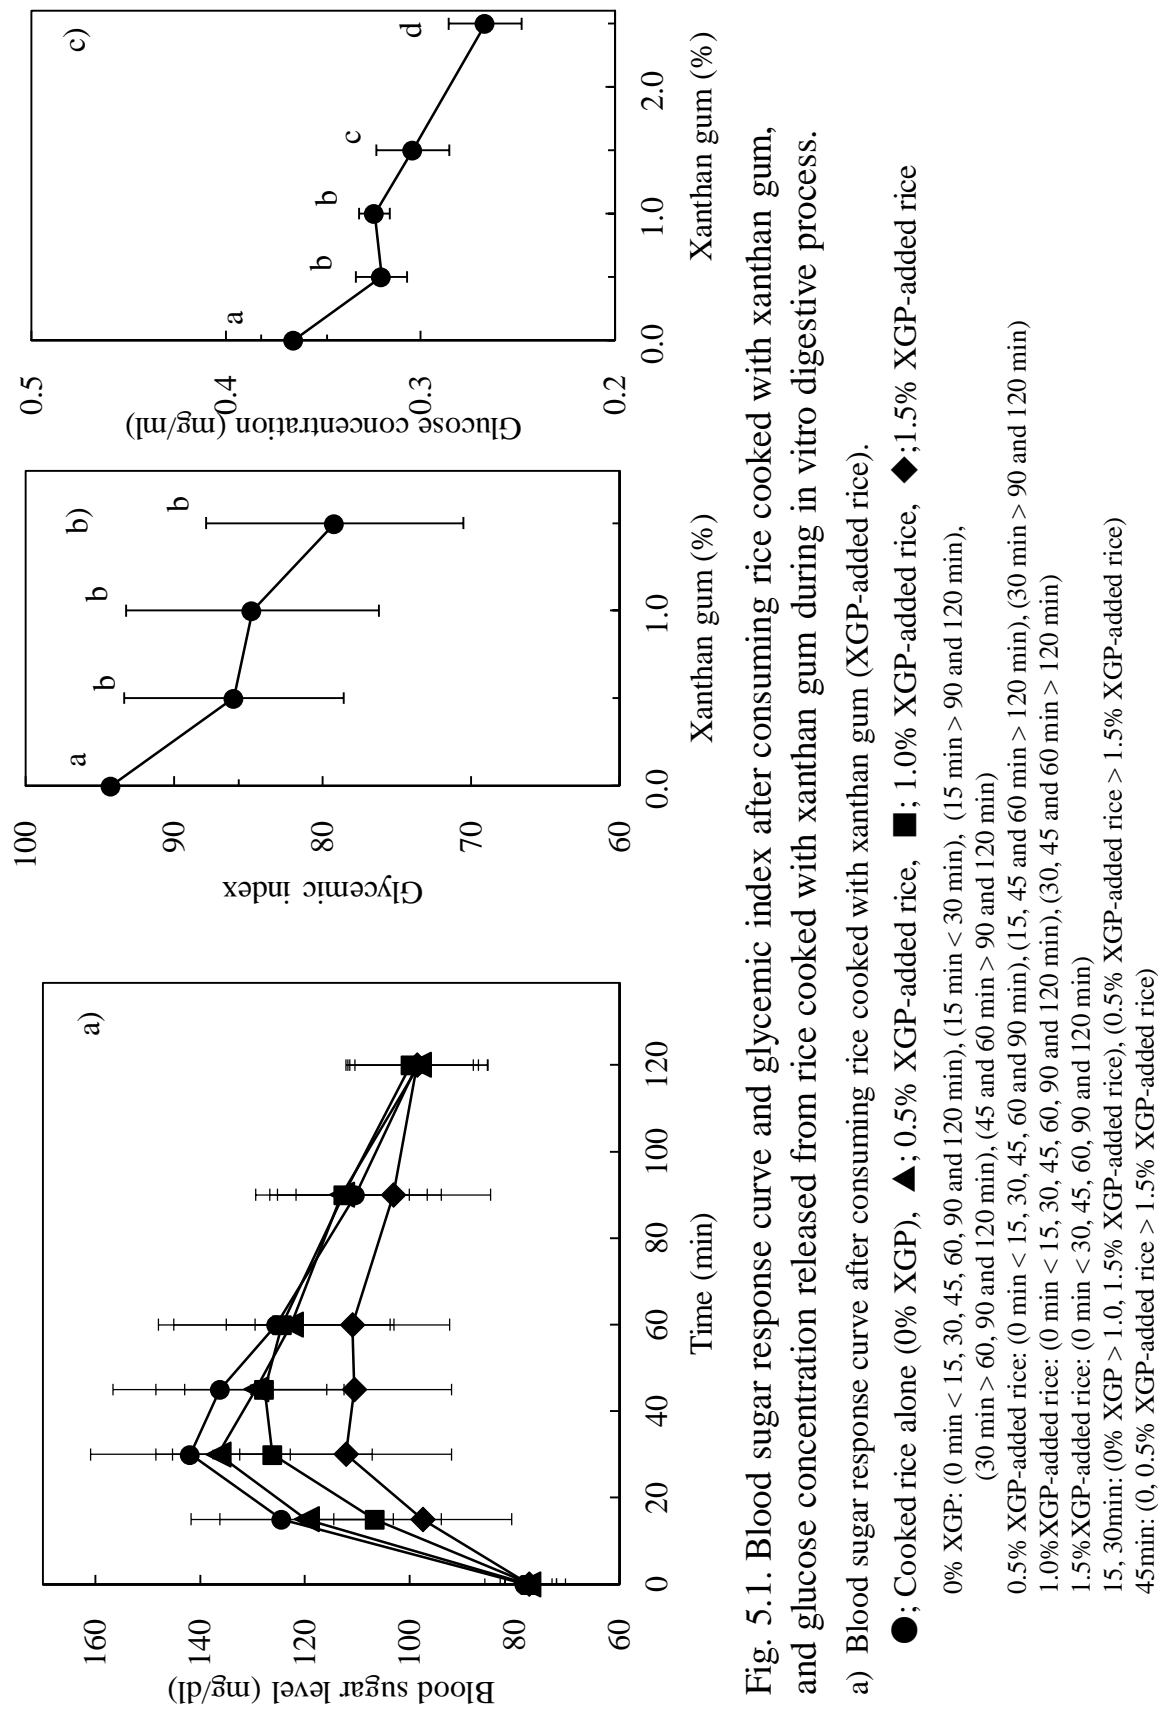 a)
160
140
120
100
80
60
Blood sugar level (mg/dl)
0
20
40
60
80
100
120
Time (min)
b)
a
b
b
b
100
90
80
70
60
Glycemic index
0.0
1.0
Xanthan gum (%)
c)
a
b
b
c
d
0.5
0.4
0.3
0.2
Glucose concentration (mg/ml)
0.0
1.0
2.0
Xanthan gum (%)
Fig. 5.1. Blood sugar response curve and glycemic index after consuming rice cooked with xanthan gum,
and glucose concentration released from rice cooked with xanthan gum during in vitro digestive process.
a) Blood sugar response curve after consuming rice cooked with xanthan gum (XGP-added rice).
●; Cooked rice alone (0% XGP), ▲; 0.5% XGP-added rice, ■; 1.0% XGP-added rice, ◆;1.5% XGP-added rice
0% XGP: (0 min < 15, 30, 45, 60, 90 and 120 min), (15 min < 30 min), (15 min > 90 and 120 min),
(30 min > 60, 90 and 120 min), (45 and 60 min > 90 and 120 min)
0.5% XGP-added rice: (0 min < 15, 30, 45, 60 and 90 min), (15, 45 and 60 min > 120 min), (30 min > 90 and 120 min)
1.0%XGP-added rice: (0 min < 15, 30, 45, 60, 90 and 120 min), (30, 45 and 60 min > 120 min)
1.5%XGP-added rice: (0 min < 30, 45, 60, 90 and 120 min)
15, 30min: (0% XGP > 1.0, 1.5% XGP-added rice), (0.5% XGP-added rice > 1.5% XGP-added rice)
45min: (0, 0.5% XGP-added rice > 1.5% XGP-added rice)